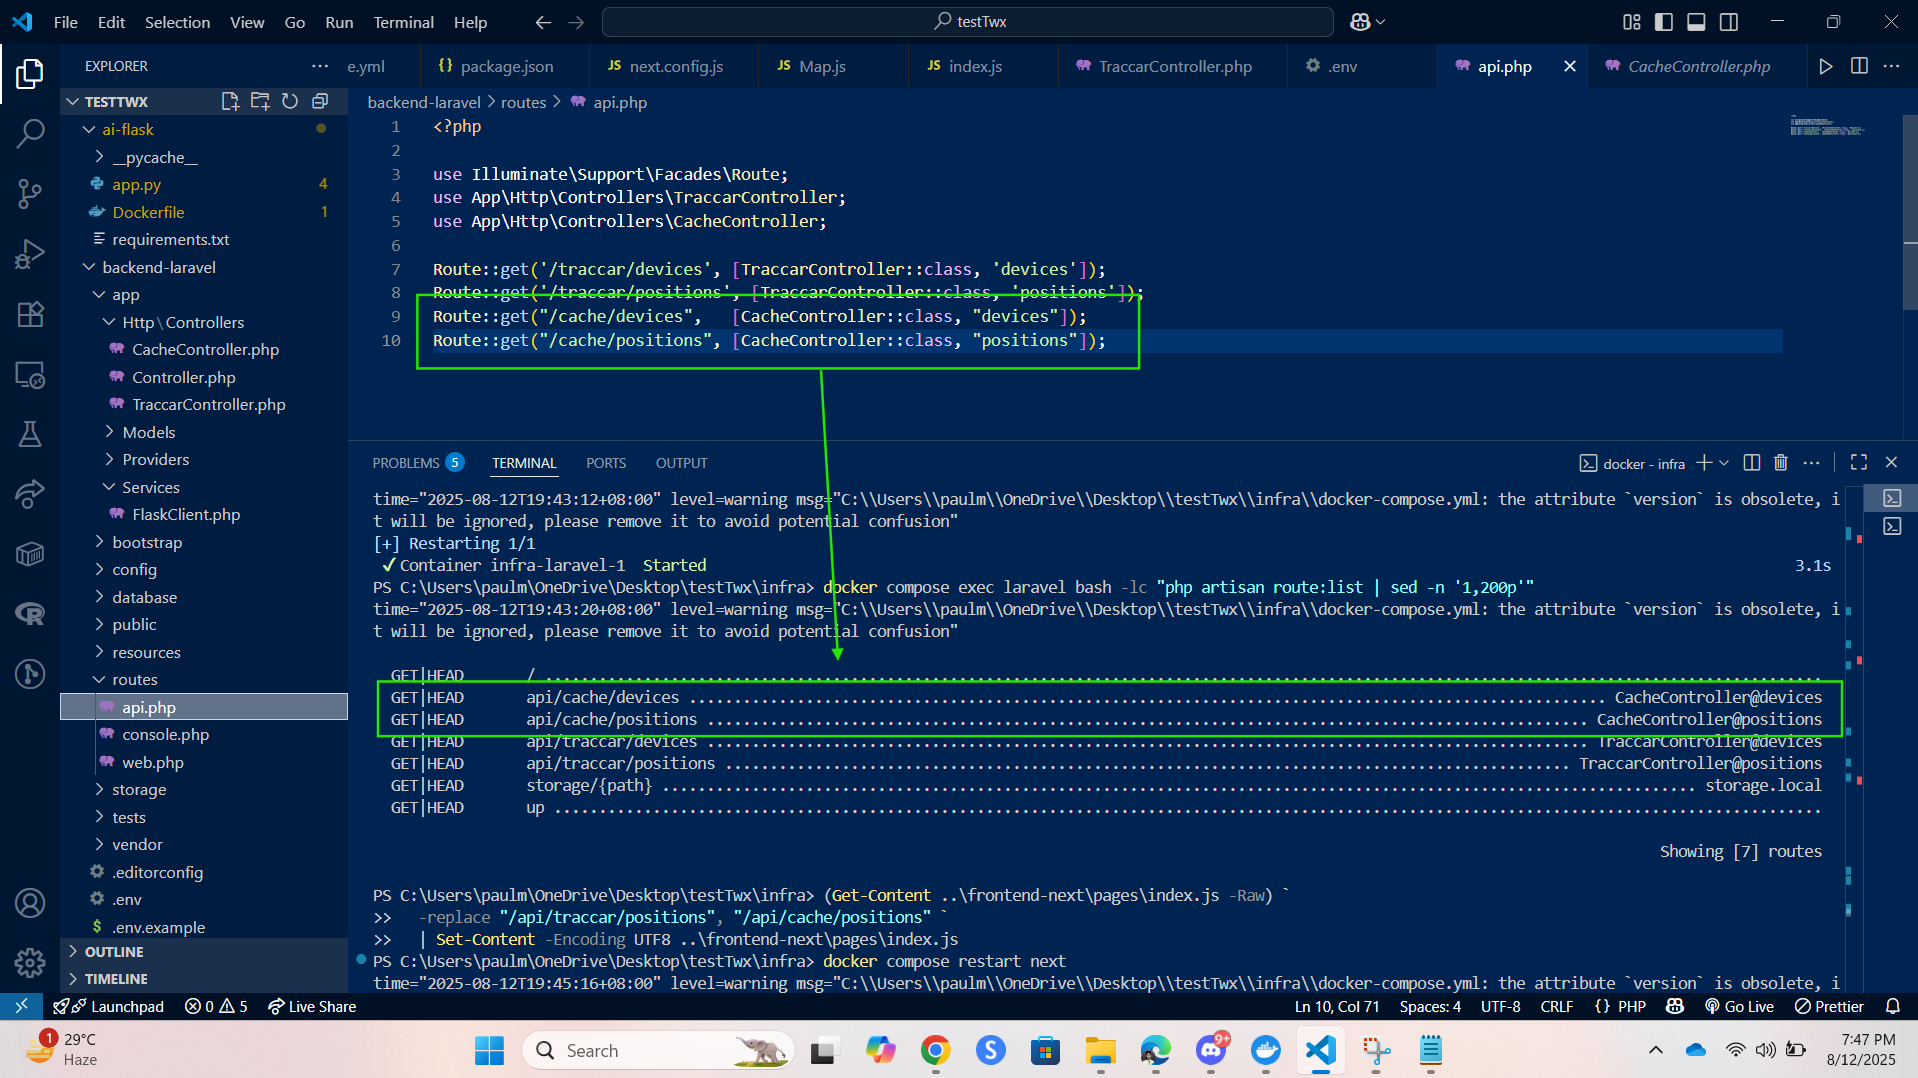 File Edit Selection View Go Run Terminal Help
testTwx
EXPLORER
e.yml
package.json
next.config.js
Map.js
index.js
TraccarController.php
.env
api.php
CacheController.php
TESTTWX
ai-flask
__pycache__
app.py 4
Dockerfile 1
requirements.txt
backend-laravel
app
Http\Controllers
CacheController.php
Controller.php
TraccarController.php
Models
Providers
Services
FlaskClient.php
bootstrap
config
database
public
resources
routes
api.php
console.php
web.php
storage
tests
vendor
.editorconfig
.env
.env.example
OUTLINE
TIMELINE
backend-laravel > routes > api.php
1 <?php
2
3 use Illuminate\Support\Facades\Route;
4 use App\Http\Controllers\TraccarController;
5 use App\Http\Controllers\CacheController;
6
7 Route::get('/traccar/devices', [TraccarController::class, 'devices']);
8 Route::get('/traccar/positions', [TraccarController::class, 'positions']);
9 Route::get("/cache/devices",   [CacheController::class, "devices"]);
10 Route::get("/cache/positions", [CacheController::class, "positions"]);
PROBLEMS 5 TERMINAL PORTS OUTPUT
docker - infra
time="2025-08-12T19:43:12+08:00" level=warning msg="C:\\Users\\paulm\\OneDrive\\Desktop\\testTwx\\infra\\docker-compose.yml: the attribute `version` is obsolete, i
t will be ignored, please remove it to avoid potential confusion"
[+] Restarting 1/1
✓Container infra-laravel-1  Started 3.1s
PS C:\Users\paulm\OneDrive\Desktop\testTwx\infra> docker compose exec laravel bash -lc "php artisan route:list | sed -n '1,200p'"
time="2025-08-12T19:43:20+08:00" level=warning msg="C:\\Users\\paulm\\OneDrive\\Desktop\\testTwx\\infra\\docker-compose.yml: the attribute `version` is obsolete, i
t will be ignored, please remove it to avoid potential confusion"
GET|HEAD / ..........
GET|HEAD api/cache/devices .......... CacheController@devices
GET|HEAD api/cache/positions .......... CacheController@positions
GET|HEAD api/traccar/devices .......... TraccarController@devices
GET|HEAD api/traccar/positions .......... TraccarController@positions
GET|HEAD storage/{path} .......... storage.local
GET|HEAD up ..........
Showing [7] routes
PS C:\Users\paulm\OneDrive\Desktop\testTwx\infra> (Get-Content ..\frontend-next\pages\index.js -Raw) `
>>   -replace "/api/traccar/positions", "/api/cache/positions" `
>>   | Set-Content -Encoding UTF8 ..\frontend-next\pages\index.js
PS C:\Users\paulm\OneDrive\Desktop\testTwx\infra> docker compose restart next
time="2025-08-12T19:45:16+08:00" level=warning msg="C:\\Users\\paulm\\OneDrive\\Desktop\\testTwx\\infra\\docker-compose.yml: the attribute `version` is obsolete, i
Launchpad 0 5 Live Share
Ln 10, Col 71 Spaces: 4 UTF-8 CRLF {} PHP Go Live Prettier
1 29°C
Haze
Search
9+
7:47 PM
8/12/2025